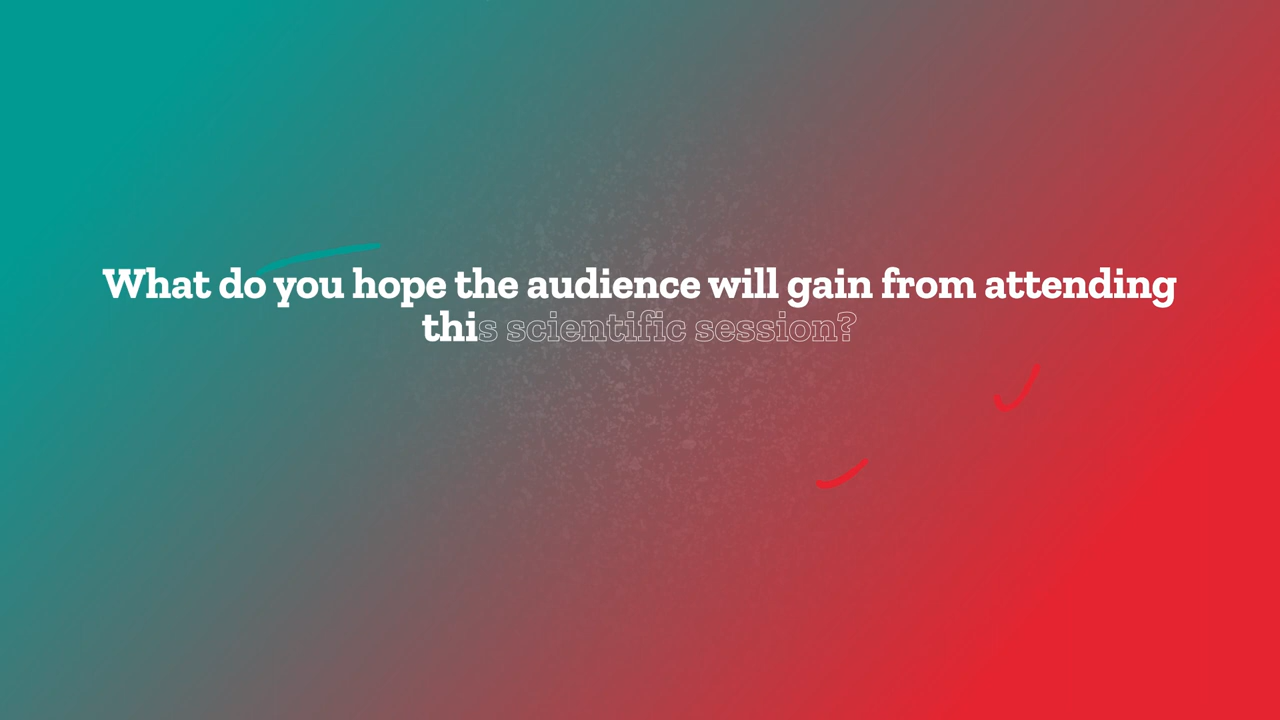 What do you hope the audience will gain from attending
this scientific session?